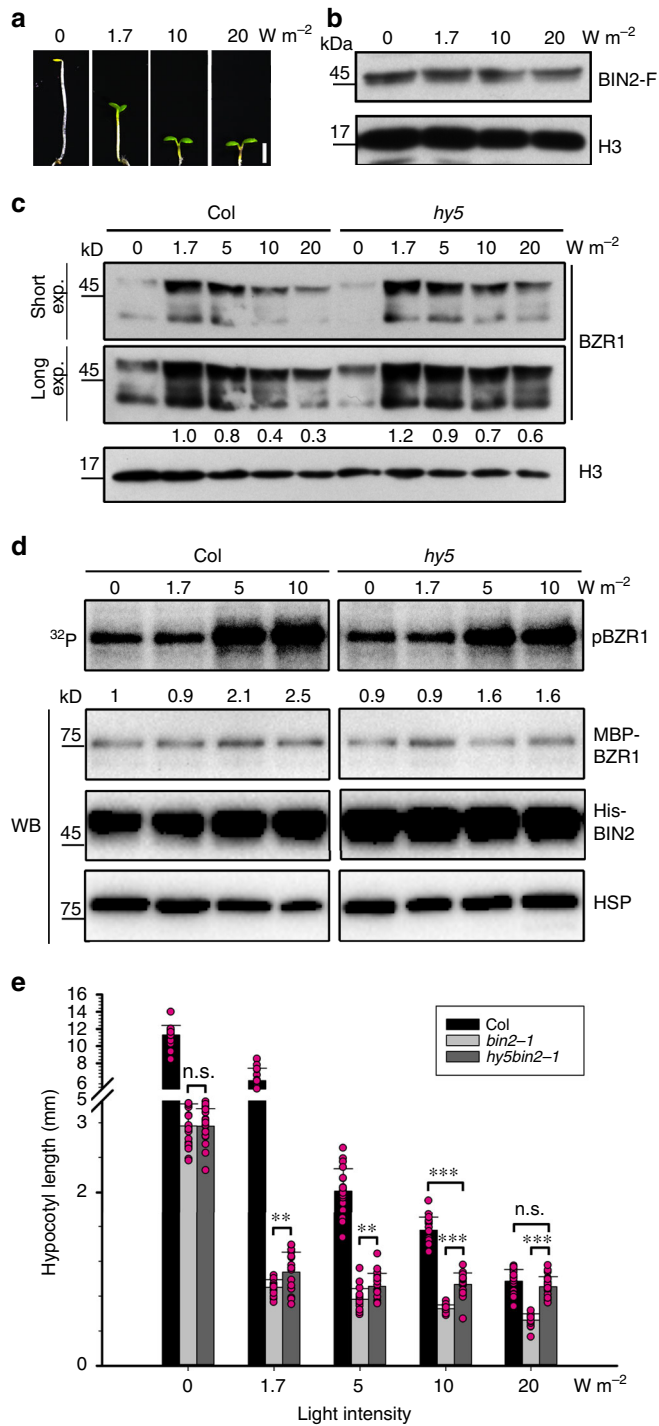 a
0 1.7 10 20 W m−2
b
0 1.7 10 20 W m−2
kDa
45
BIN2-F
17
H3
c
Col hy5
kD 0 1.7 5 10 20 0 1.7 5 10 20 W m−2
Short exp.
45
Long exp.
45
BZR1
1.0 0.8 0.4 0.3 1.2 0.9 0.7 0.6
17
H3
d
Col hy5
0 1.7 5 10 0 1.7 5 10 W m−2
32P
pBZR1
kD 1 0.9 2.1 2.5 0.9 0.9 1.6 1.6
WB
75
MBP-
BZR1
45
His-
BIN2
75
HSP
e
Hypocotyl length (mm)
16
14
12
10
8
6
5
3
2
0
Col
bin2–1
hy5bin2–1
n.s.
**
**
***
***
n.s.
***
0 1.7 5 10 20 W m−2
Light intensity